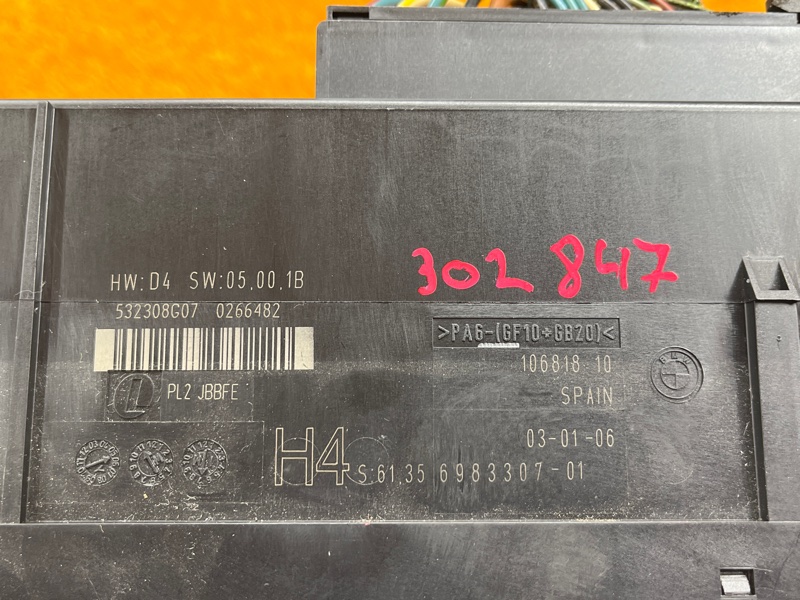 302 847
HW:D4 SW:05.00.1B
532308G07 0266482
>PA6-(GF10+GB20)<
106818 10
PL2 JBBFE
SPAIN
03-01-06
H4 S:61.35 6983307-01